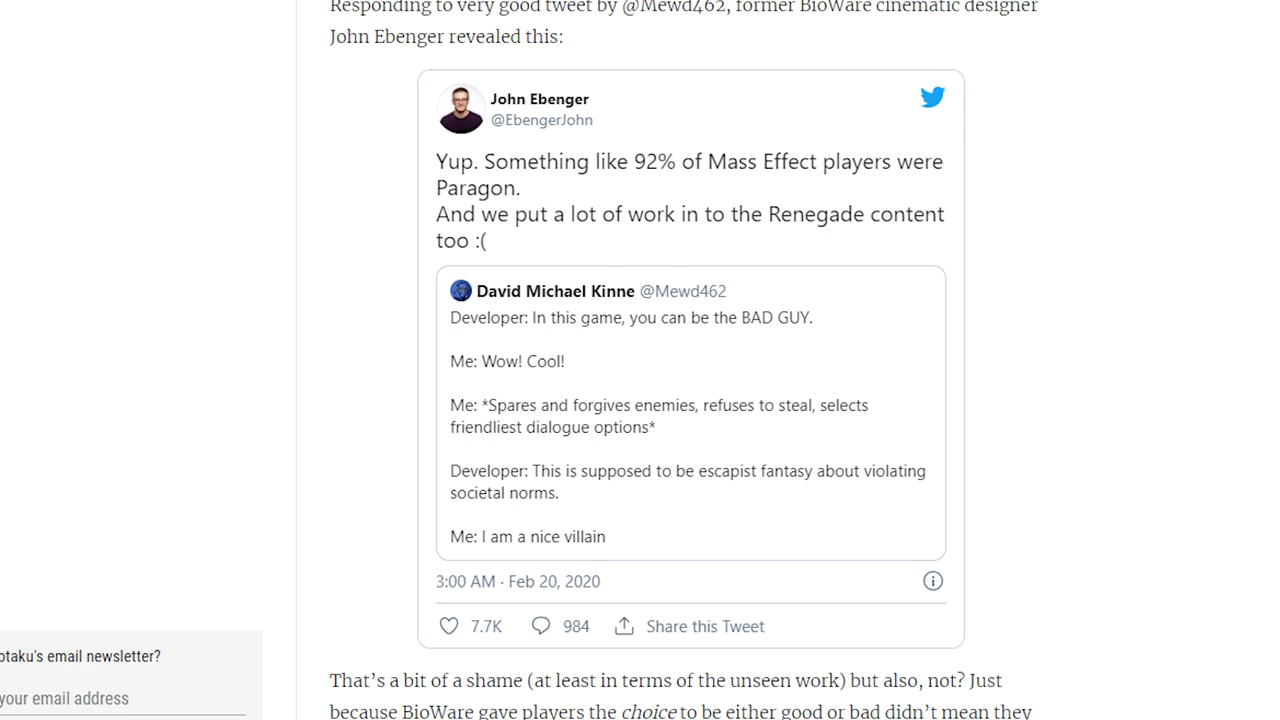 Responding to very good tweet by @Mewd462, former BioWare cinematic designer
John Ebenger revealed this:
John Ebenger
@EbengerJohn
Yup. Something like 92% of Mass Effect players were
Paragon.
And we put a lot of work in to the Renegade content
too :(
David Michael Kinne @Mewd462
Developer: In this game, you can be the BAD GUY.
Me: Wow! Cool!
Me: *Spares and forgives enemies, refuses to steal, selects
friendliest dialogue options*
Developer: This is supposed to be escapist fantasy about violating
societal norms.
Me: I am a nice villain
3:00 AM · Feb 20, 2020
7.7K 984 Share this Tweet
otaku's email newsletter?
your email address
That's a bit of a shame (at least in terms of the unseen work) but also, not? Just
because BioWare gave players the choice to be either good or bad didn't mean they